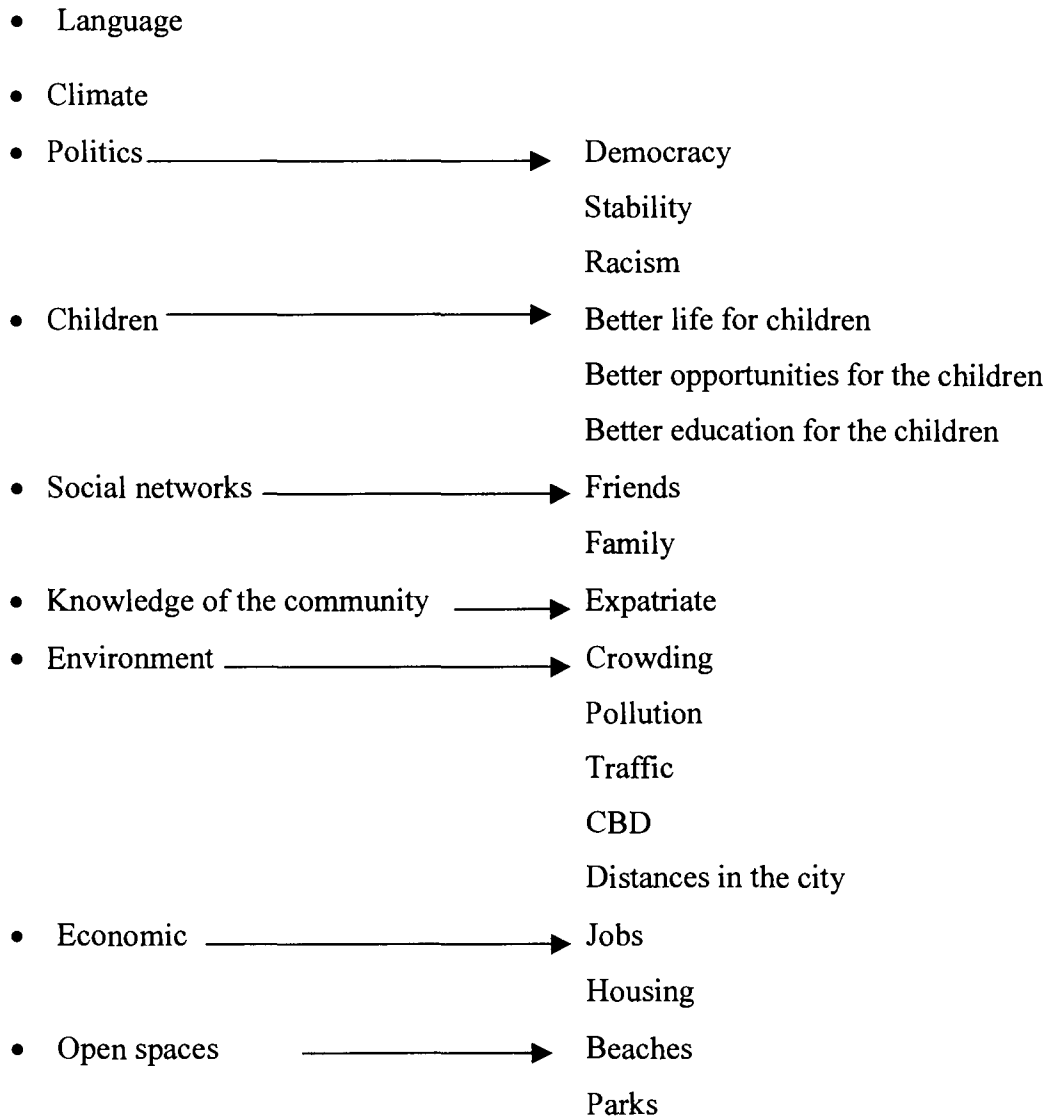 • Language
• Climate
• Politics Democracy
Stability
Racism
• Children Better life for children
Better opportunities for the children
Better education for the children
• Social networks Friends
Family
• Knowledge of the community Expatriate
• Environment Crowding
Pollution
Traffic
CBD
Distances in the city
• Economic Jobs
Housing
• Open spaces Beaches
Parks